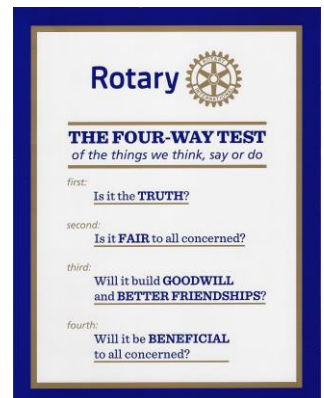 Rotary
ROTARY
INTERNATIONAL
THE FOUR-WAY TEST
of the things we think, say or do
first:
Is it the TRUTH?
second:
Is it FAIR to all concerned?
third:
Will it build GOODWILL
and BETTER FRIENDSHIPS?
fourth:
Will it be BENEFICIAL
to all concerned?